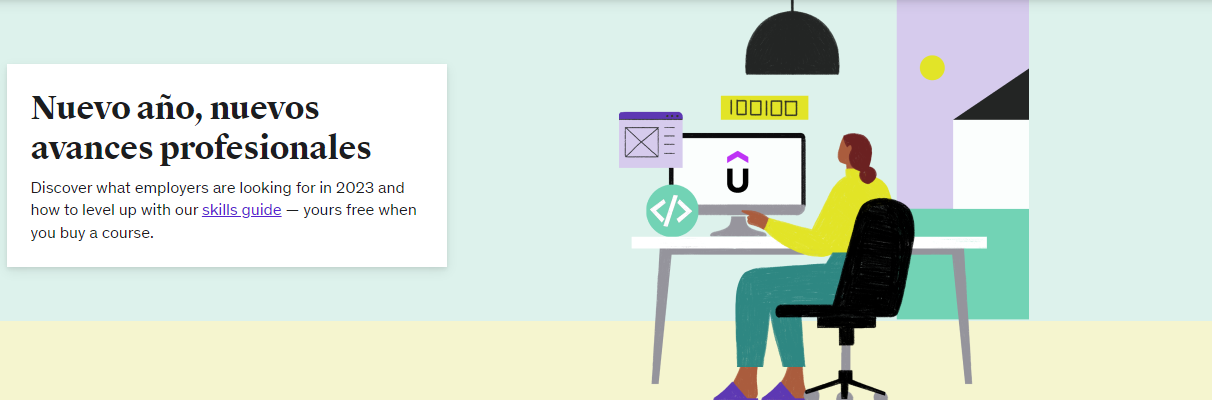 Nuevo año, nuevos
avances profesionales
Discover what employers are looking for in 2023 and
how to level up with our skills guide — yours free when
you buy a course.
100100